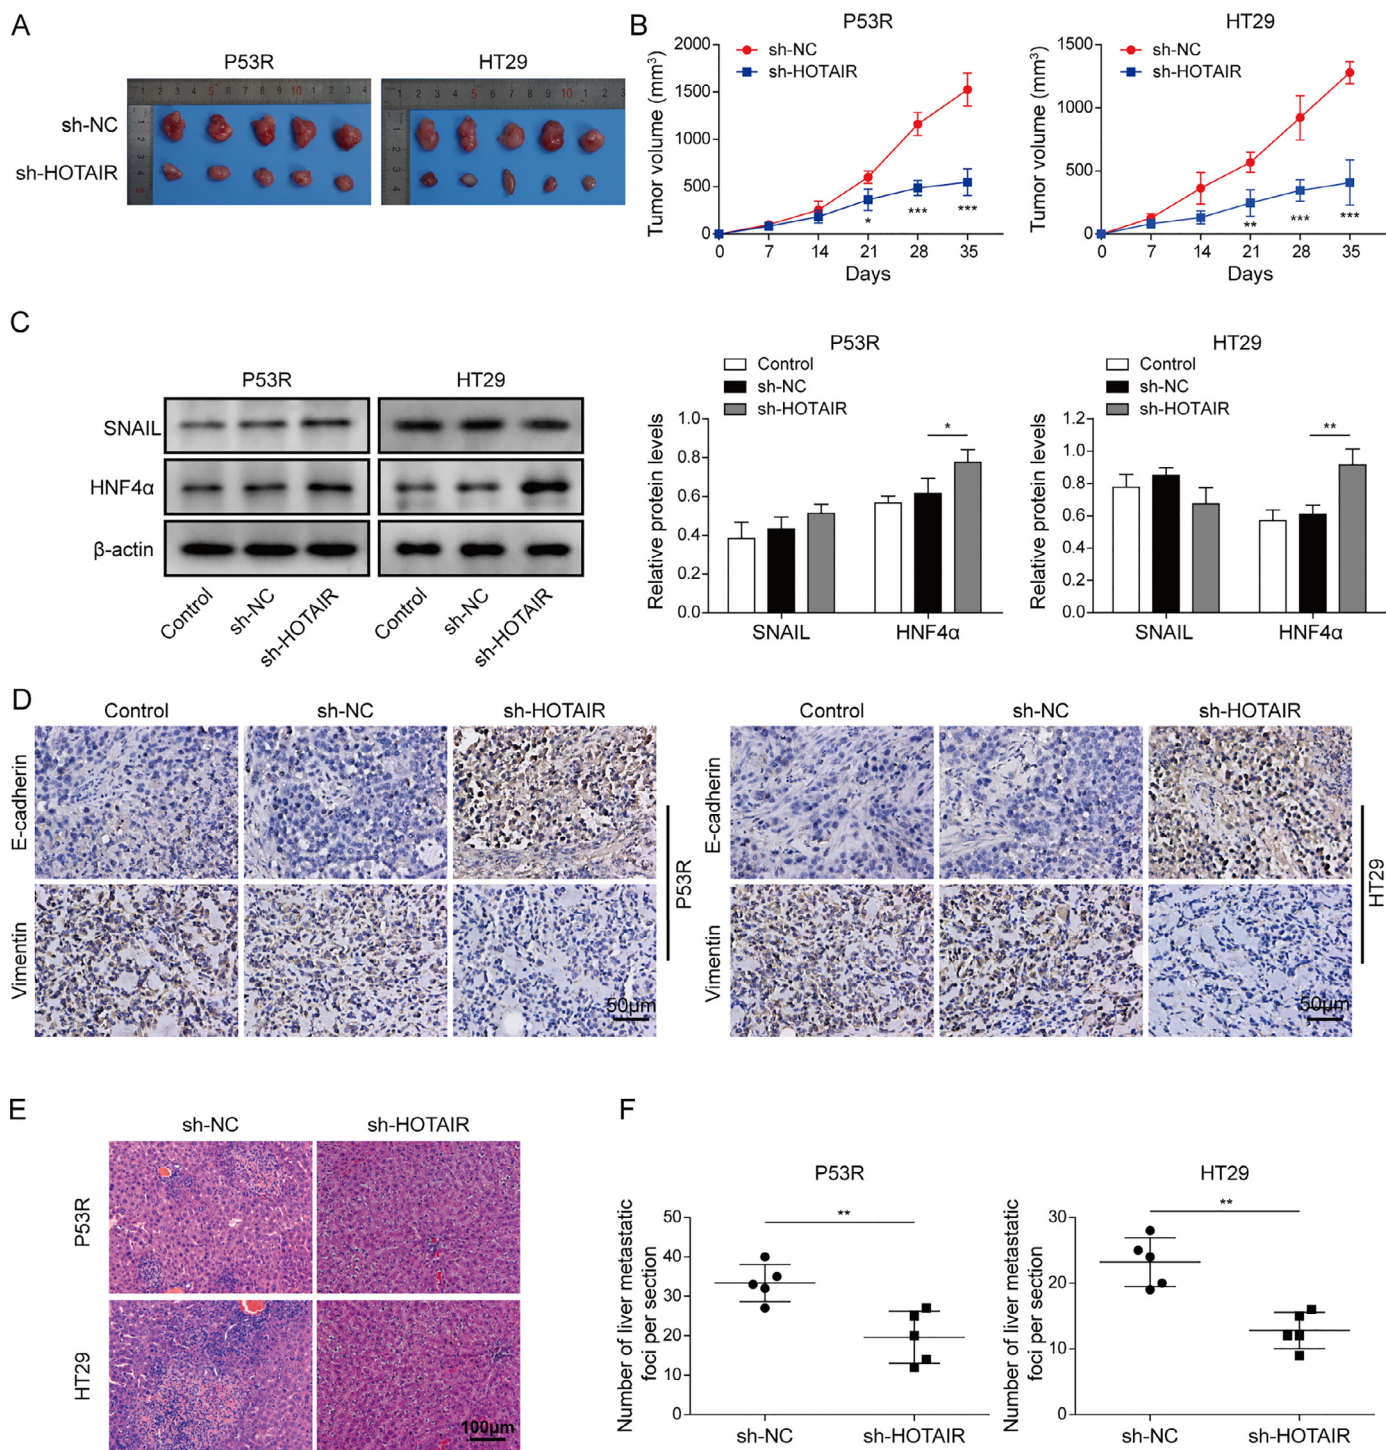 A
P53R
HT29
sh-NC
sh-HOTAIR
B
P53R
HT29
sh-NC
sh-HOTAIR
Tumor volume (mm³)
2000
1500
1000
500
0
0 7 14 21 28 35
Days
* *** ***
sh-NC
sh-HOTAIR
Tumor volume (mm³)
1500
1000
500
0
0 7 14 21 28 35
Days
** *** ***
C
P53R
HT29
SNAIL
HNF4α
β-actin
Control
sh-NC
sh-HOTAIR
Control
sh-NC
sh-HOTAIR
P53R
Control
sh-NC
sh-HOTAIR
Relative protein levels
1.0
0.8
0.6
0.4
0.2
0.0
*
SNAIL
HNF4α
HT29
Control
sh-NC
sh-HOTAIR
Relative protein levels
1.2
1.0
0.8
0.6
0.4
0.2
0.0
**
SNAIL
HNF4α
D
Control
sh-NC
sh-HOTAIR
E-cadherin
Vimentin
50μm
P53R
Control
sh-NC
sh-HOTAIR
E-cadherin
Vimentin
50μm
HT29
E
sh-NC
sh-HOTAIR
P53R
HT29
100μm
F
P53R
**
Number of liver metastatic
foci per section
50
40
30
20
10
0
sh-NC
sh-HOTAIR
HT29
**
Number of liver metastatic
foci per section
30
20
10
0
sh-NC
sh-HOTAIR